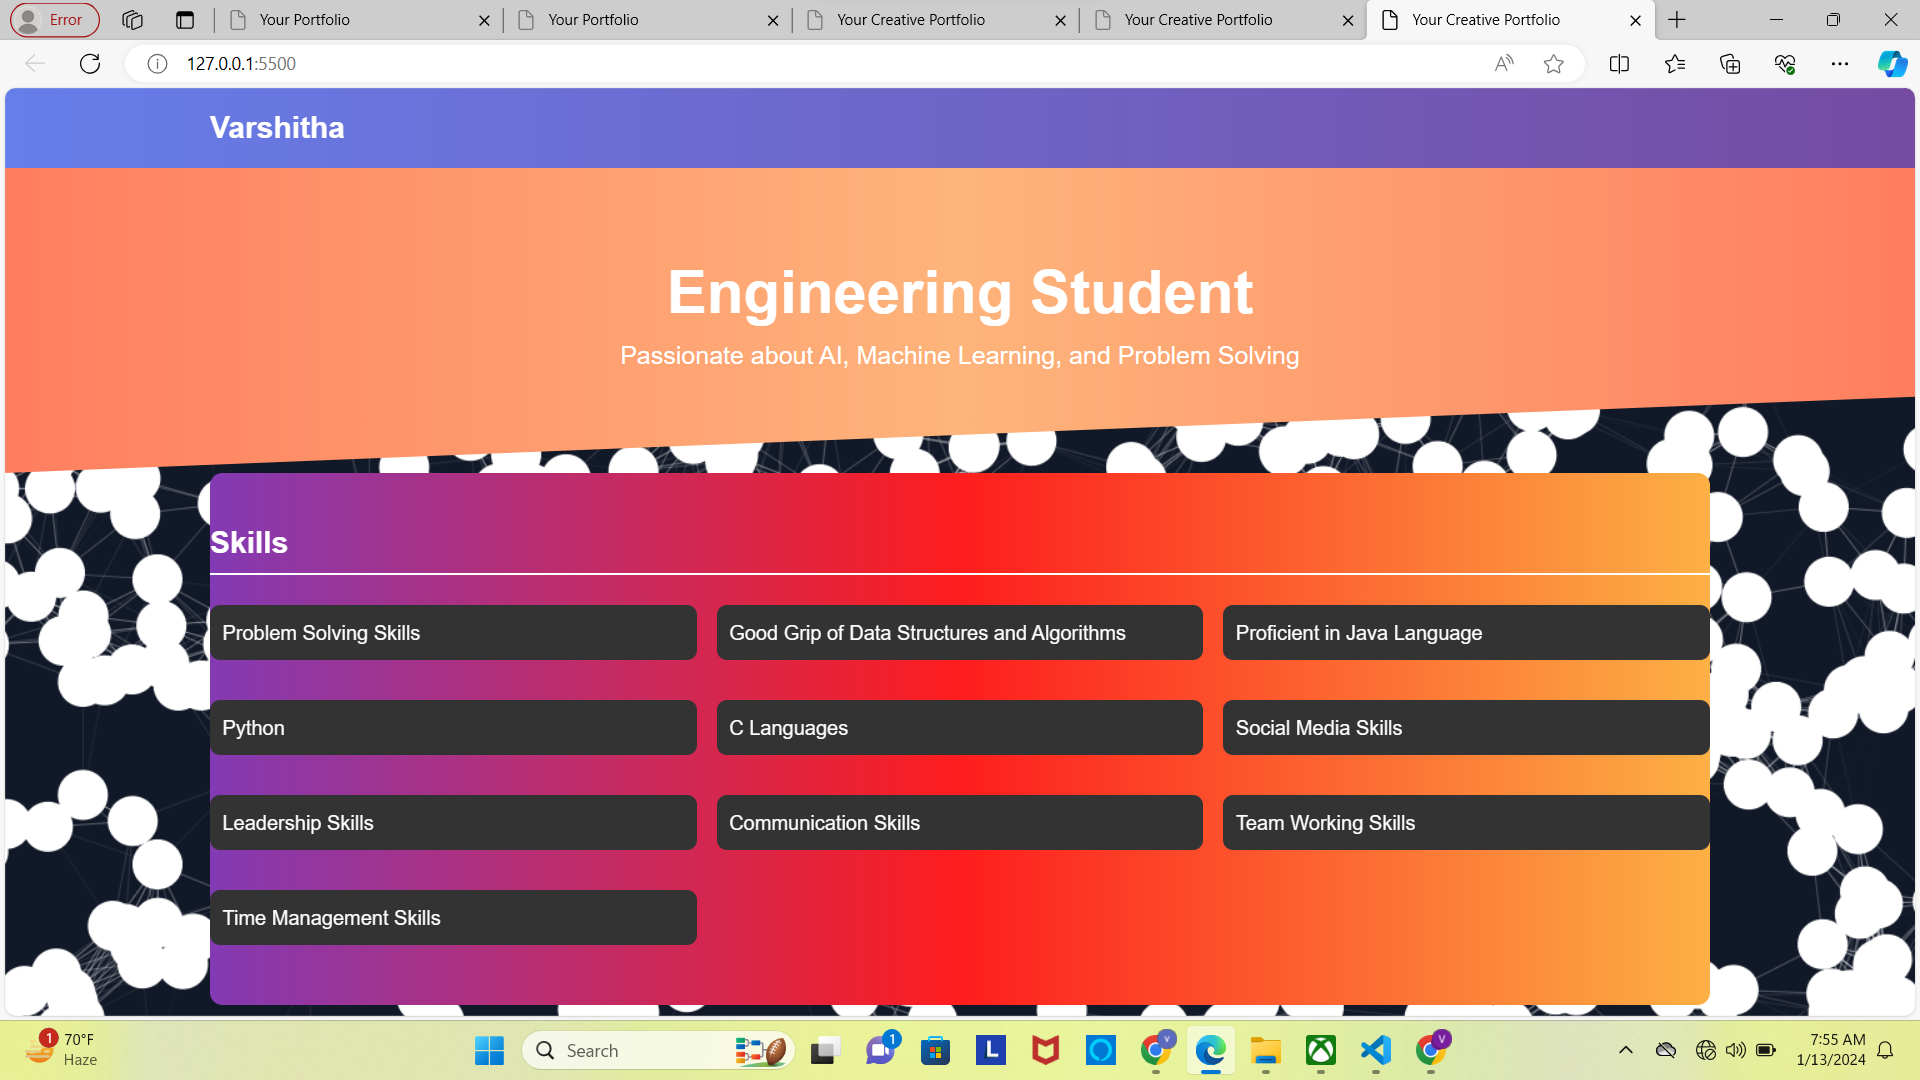 Error
Your Portfolio
Your Portfolio
Your Creative Portfolio
Your Creative Portfolio
Your Creative Portfolio
127.0.0.1:5500
Varshitha
Engineering Student
Passionate about AI, Machine Learning, and Problem Solving
Skills
Problem Solving Skills
Good Grip of Data Structures and Algorithms
Proficient in Java Language
Python
C Languages
Social Media Skills
Leadership Skills
Communication Skills
Team Working Skills
Time Management Skills
1
70°F
Haze
Search
1
L
V
V
7:55 AM
1/13/2024